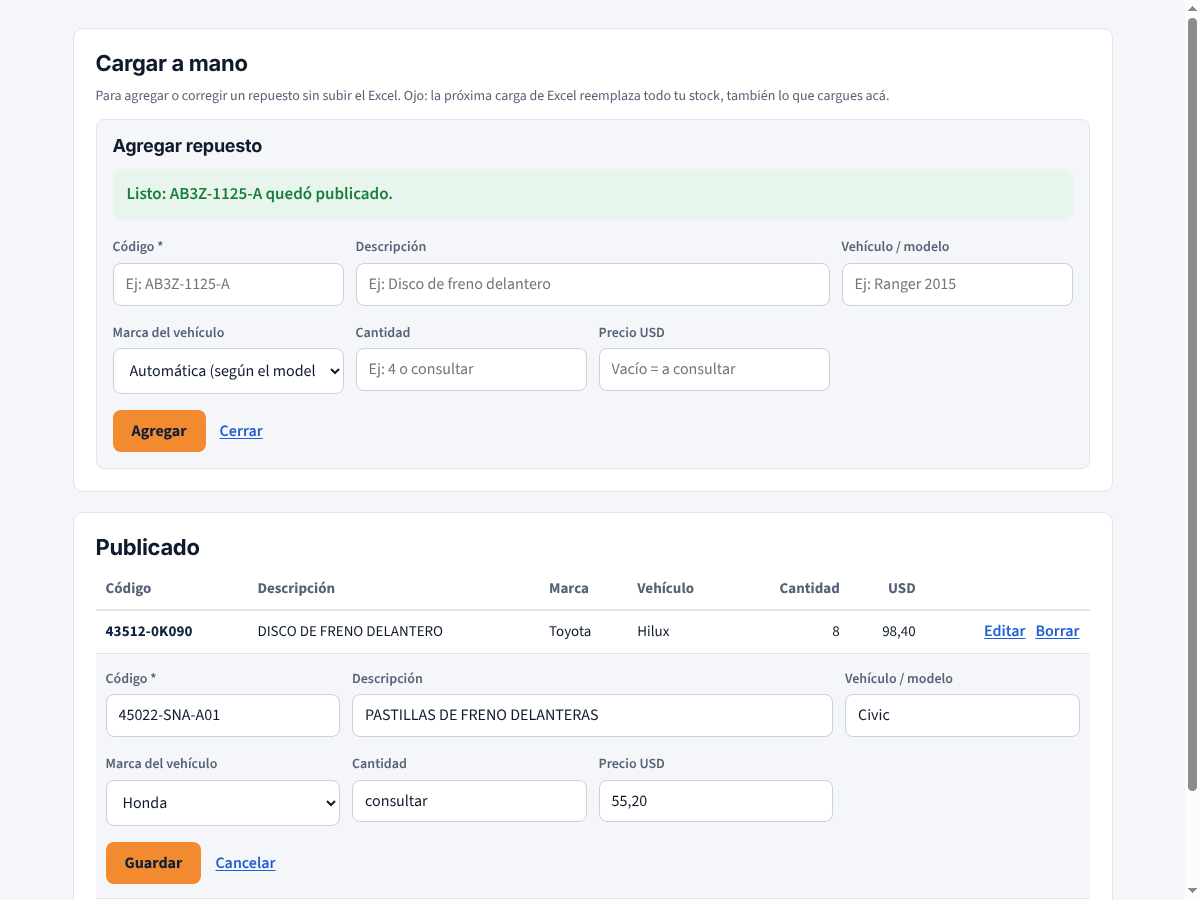 Cargar a mano
Para agregar o corregir un repuesto sin subir el Excel. Ojo: la próxima carga de Excel reemplaza todo tu stock, también lo que cargues acá.
Agregar repuesto
Listo: AB3Z-1125-A quedó publicado.
Código * Descripción Vehículo / modelo
Ej: AB3Z-1125-A Ej: Disco de freno delantero Ej: Ranger 2015
Marca del vehículo Cantidad Precio USD
Automática (según el model Ej: 4 o consultar Vacío = a consultar
Agregar Cerrar
Publicado
Código Descripción Marca Vehículo Cantidad USD
43512-0K090 DISCO DE FRENO DELANTERO Toyota Hilux 8 98,40 Editar Borrar
Código * Descripción Vehículo / modelo
45022-SNA-A01 PASTILLAS DE FRENO DELANTERAS Civic
Marca del vehículo Cantidad Precio USD
Honda consultar 55,20
Guardar Cancelar